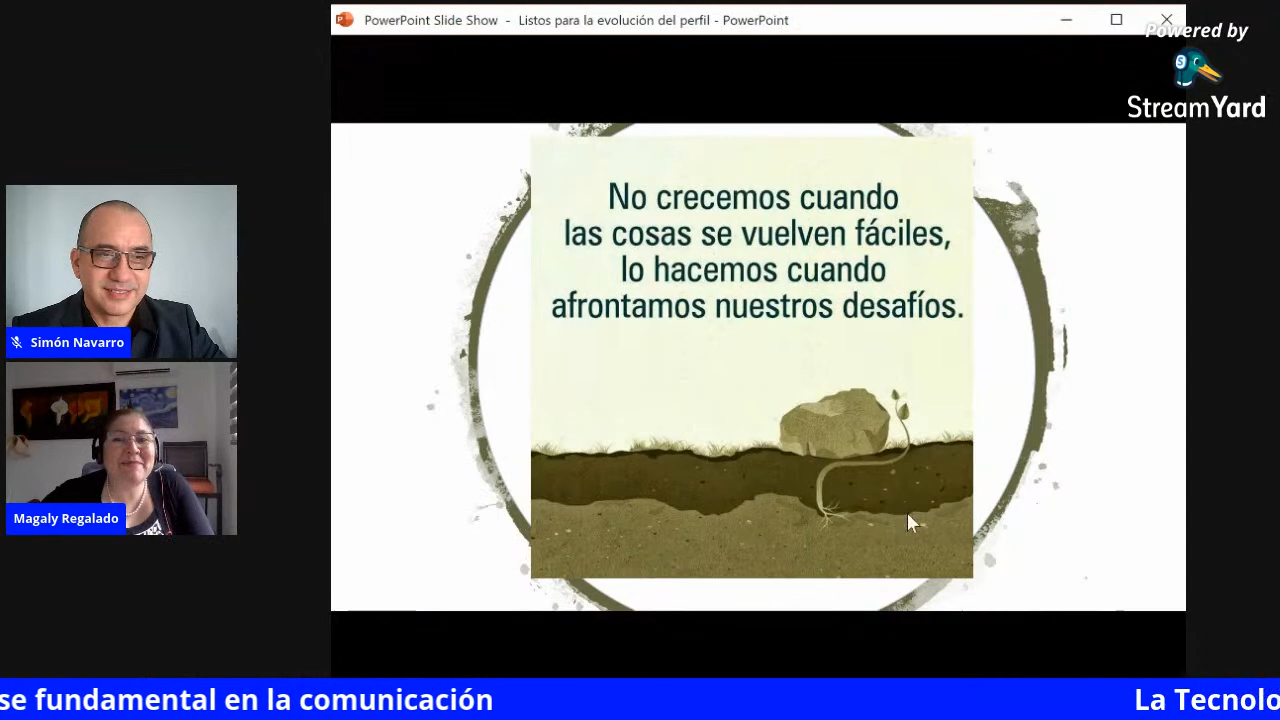 PowerPoint Slide Show - Listos para la evolución del perfil - PowerPoint
Powered by
StreamYard
No crecemos cuando
las cosas se vuelven fáciles,
lo hacemos cuando
afrontamos nuestros desafíos.
Simón Navarro
Magaly Regalado
se fundamental en la comunicación
La Tecnolo